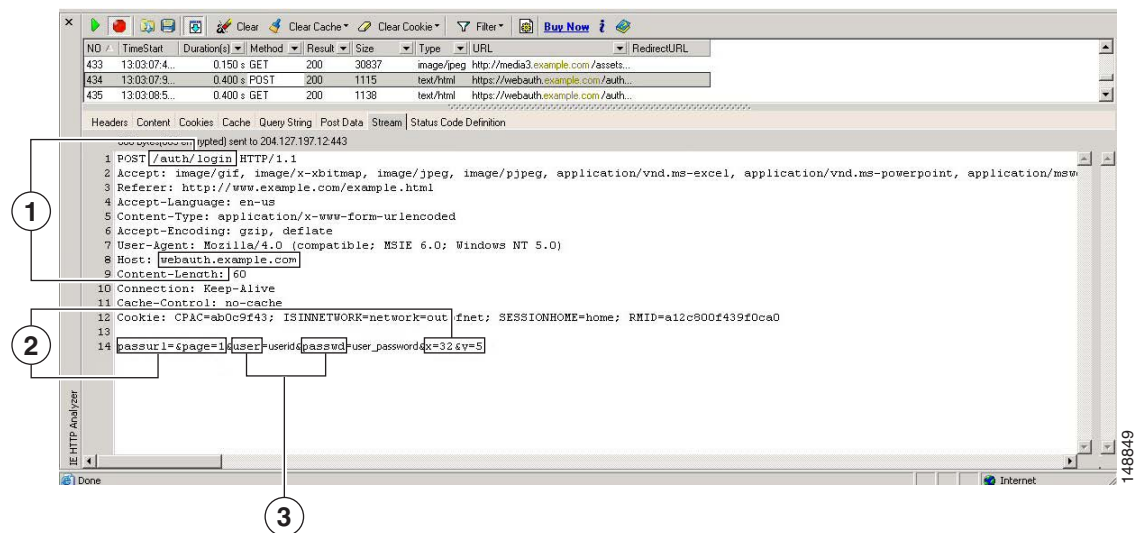 Clear Clear Cache Clear Cookie Filter Buy Now i
NO TimeStart Duration(s) Method Result Size Type URL RedirectURL
433 13:03:07:4... 0.150 s GET 200 30837 image/jpeg http://media3.example.com/assets...
434 13:03:07:9... 0.400 s POST 200 1115 text/html https://webauth.example.com/auth...
435 13:03:08:5... 0.400 s GET 200 1138 text/html https://webauth.example.com/auth...
Headers Content Cookies Cache Query String Post Data Stream Status Code Definition
rypted) sent to 204.127.197.12:443
1 POST /auth/login HTTP/1.1
2 Accept: image/gif, image/x-xbitmap, image/jpeg, image/pjpeg, application/vnd.ms-excel, application/vnd.ms-powerpoint, application/msw
3 Referer: http://www.example.com/example.html
4 Accept-Language: en-us
5 Content-Type: application/x-www-form-urlencoded
6 Accept-Encoding: gzip, deflate
7 User-Agent: Mozilla/4.0 (compatible; MSIE 6.0; Windows NT 5.0)
8 Host: webauth.example.com
9 Content-Length: 60
10 Connection: Keep-Alive
11 Cache-Control: no-cache
12 Cookie: CPAC=ab0c9f43; ISINNETWORK=network=out fnet; SESSIONHOME=home; RMID=a12c800f439f0ca0
13
14 passurl=&page=1&user=userid&passwd=user_password&x=32&y=5
1
2
3
IE HTTP Analyzer
Done Internet
148849